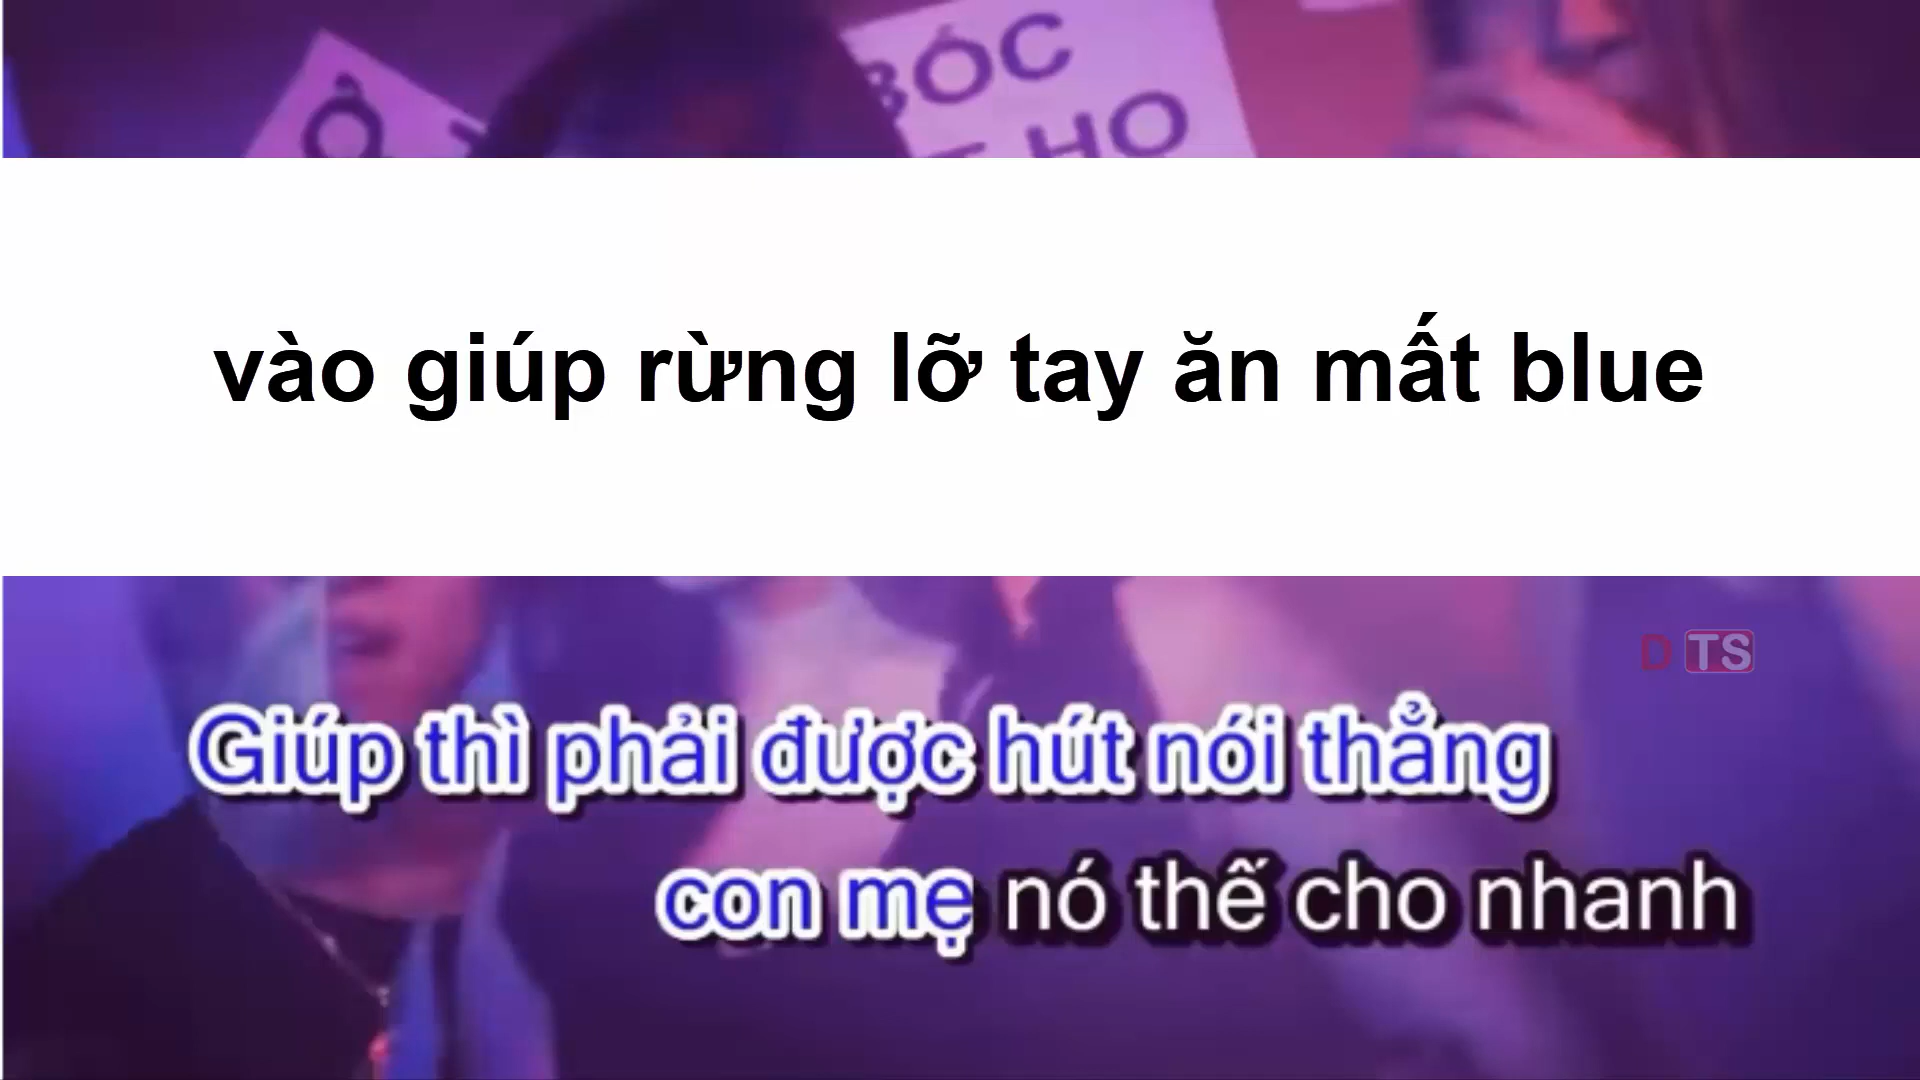 Ơ
BÓC
T HỌ
vào giúp rừng lỡ tay ăn mất blue
D TS
Giúp thì phải được hút nói thẳng
con mẹ nó thế cho nhanh